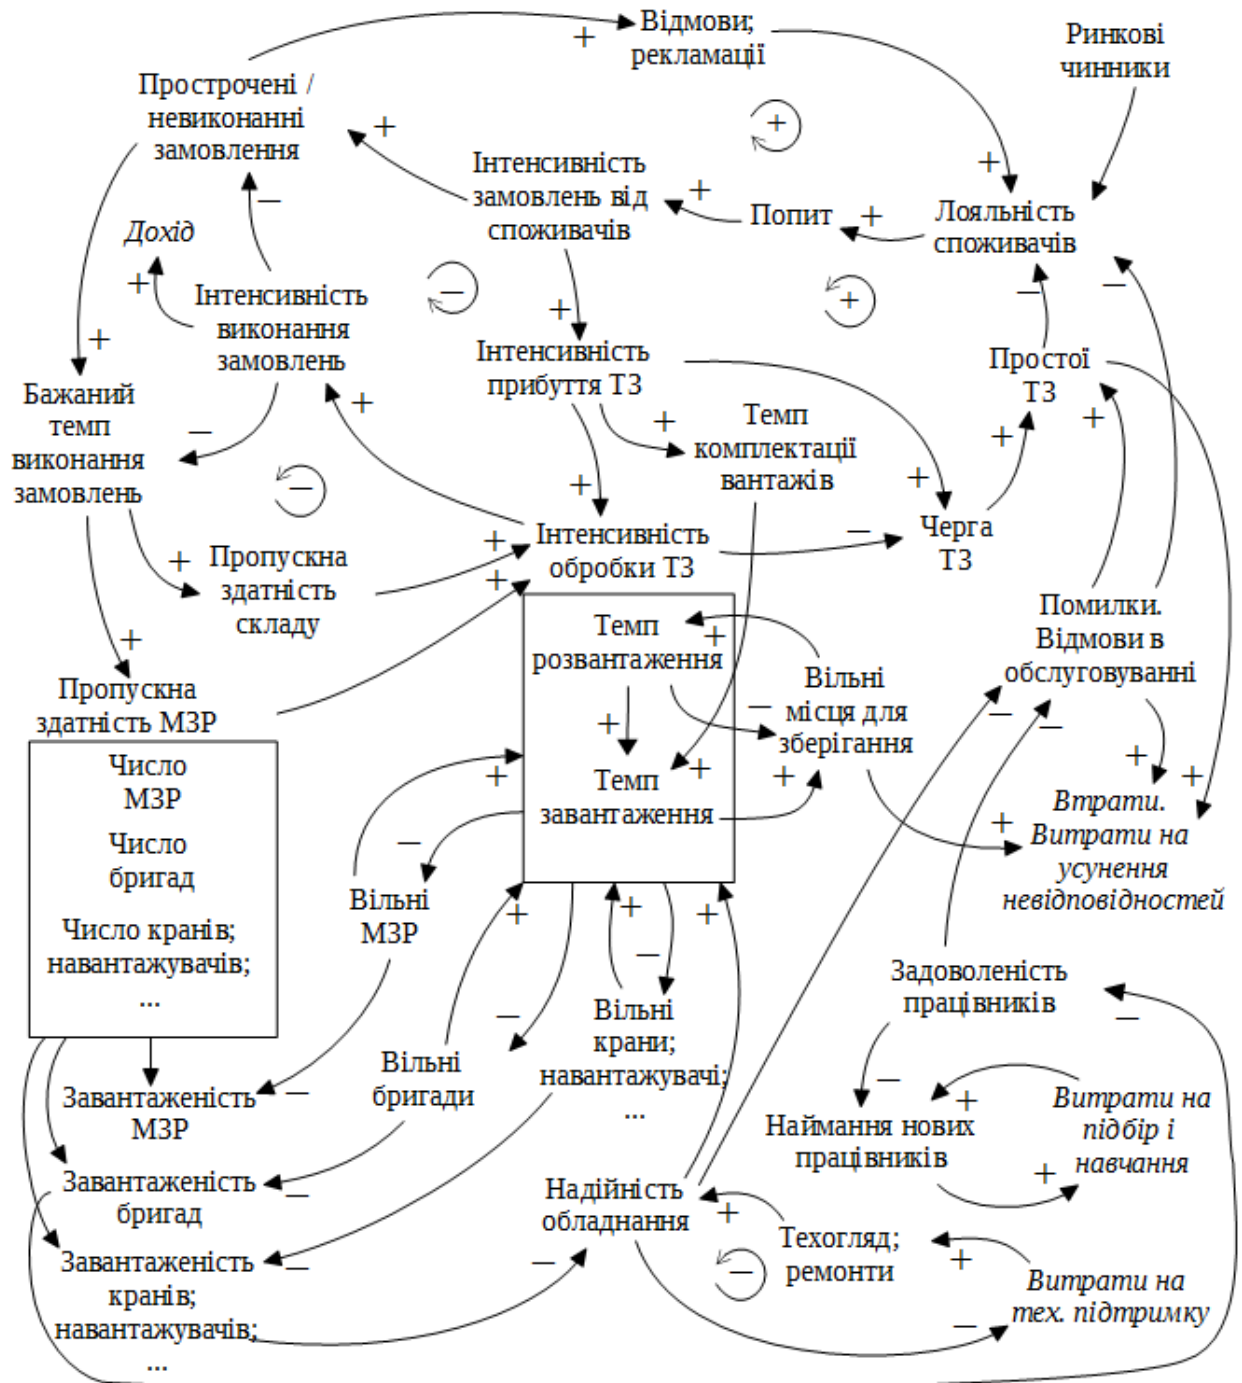 Відмови;
рекламації
Ринкові
чинники
Прострочені /
невиконанні
замовлення
Інтенсивність
замовлень від
споживачів
Попит
Лояльність
споживачів
Дохід
Інтенсивність
виконання
замовлень
Інтенсивність
прибуття ТЗ
Простої
ТЗ
Бажаний
темп
виконання
замовлень
Темп
комплектації
вантажів
Пропускна
здатність
складу
Інтенсивність
обробки ТЗ
Черга
ТЗ
Помилки.
Відмови в
обслуговуванні
Темп
розвантаження
Вільні
місця для
зберігання
Пропускна
здатність МЗР
Число
МЗР
Число
бригад
Число кранів;
навантажувачів;
...
Темп
завантаження
Втрати.
Витрати на
усунення
невідповідностей
Вільні
МЗР
Задоволеність
працівників
Вільні
крани;
навантажувачі;
...
Вільні
бригади
Завантаженість
МЗР
Наймання нових
працівників
Витрати на
підбір і
навчання
Завантаженість
бригад
Надійність
обладнання
Техогляд;
ремонти
Завантаженість
кранів;
навантажувачів;
...
Витрати на
тех. підтримку